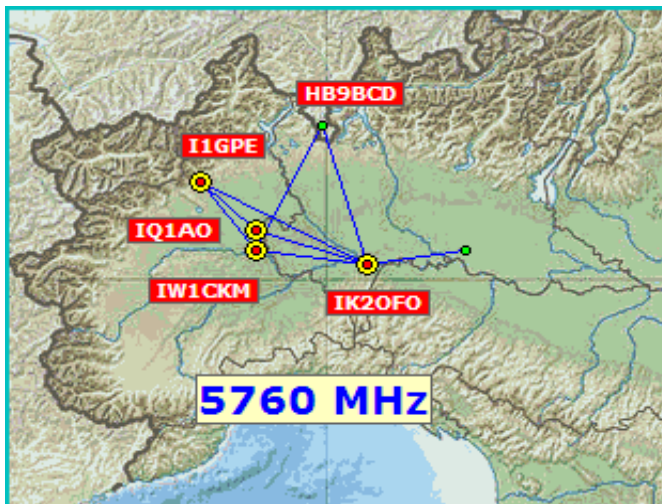 HB9BCD
I1GPE
IQ1AO
IW1CKM
IK2OFO
5760 MHz